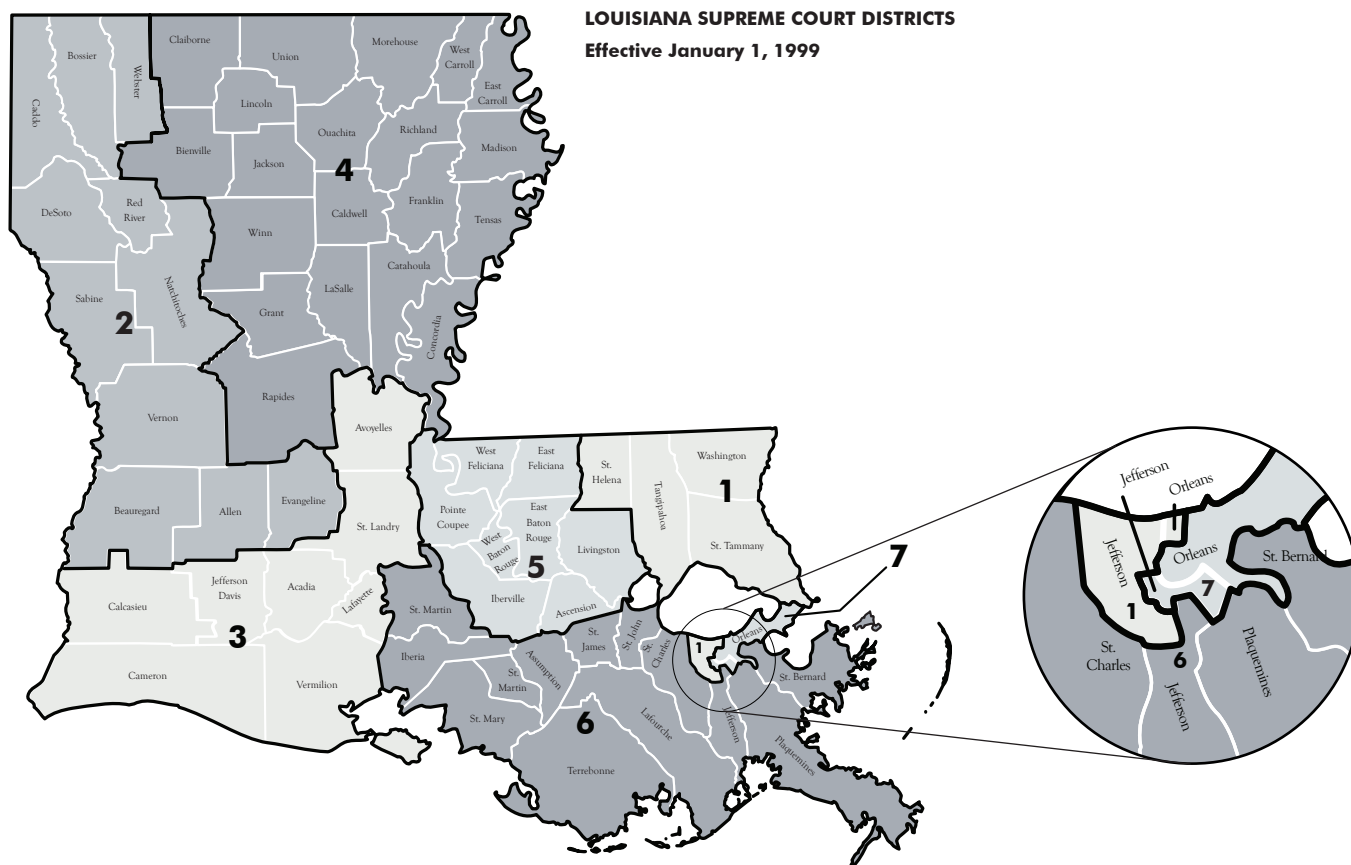 LOUISIANA SUPREME COURT DISTRICTS
Effective January 1, 1999
Caddo
Bossier
Webster
Claiborne
Union
Morehouse
West
Carroll
East
Carroll
Lincoln
Ouachita
Richland
Madison
Bienville
Jackson
4
DeSoto
Red
River
Winn
Caldwell
Franklin
Tensas
Sabine
Natchitoches
2
Grant
LaSalle
Catahoula
Concordia
Vernon
Rapides
Avoyelles
Beauregard
Allen
Evangeline
St. Landry
West
Feliciana
East
Feliciana
St.
Helena
Tangipahoa
Washington
1
St. Tammany
Pointe
Coupee
West
Baton
Rouge
East
Baton
Rouge
5
Livingston
Iberville
Ascension
Calcasieu
Jefferson
Davis
Acadia
Lafayette
3
Cameron
Vermilion
St. Martin
Iberia
St.
Martin
St. Mary
Assumption
St.
James
St. John
St.
Charles
1
Orleans
7
St. Bernard
6
Lafourche
Jefferson
Plaquemines
Terrebonne
Jefferson
Orleans
Jefferson
Orleans
St. Bernard
1
7
St.
Charles
6
Jefferson
Plaquemines